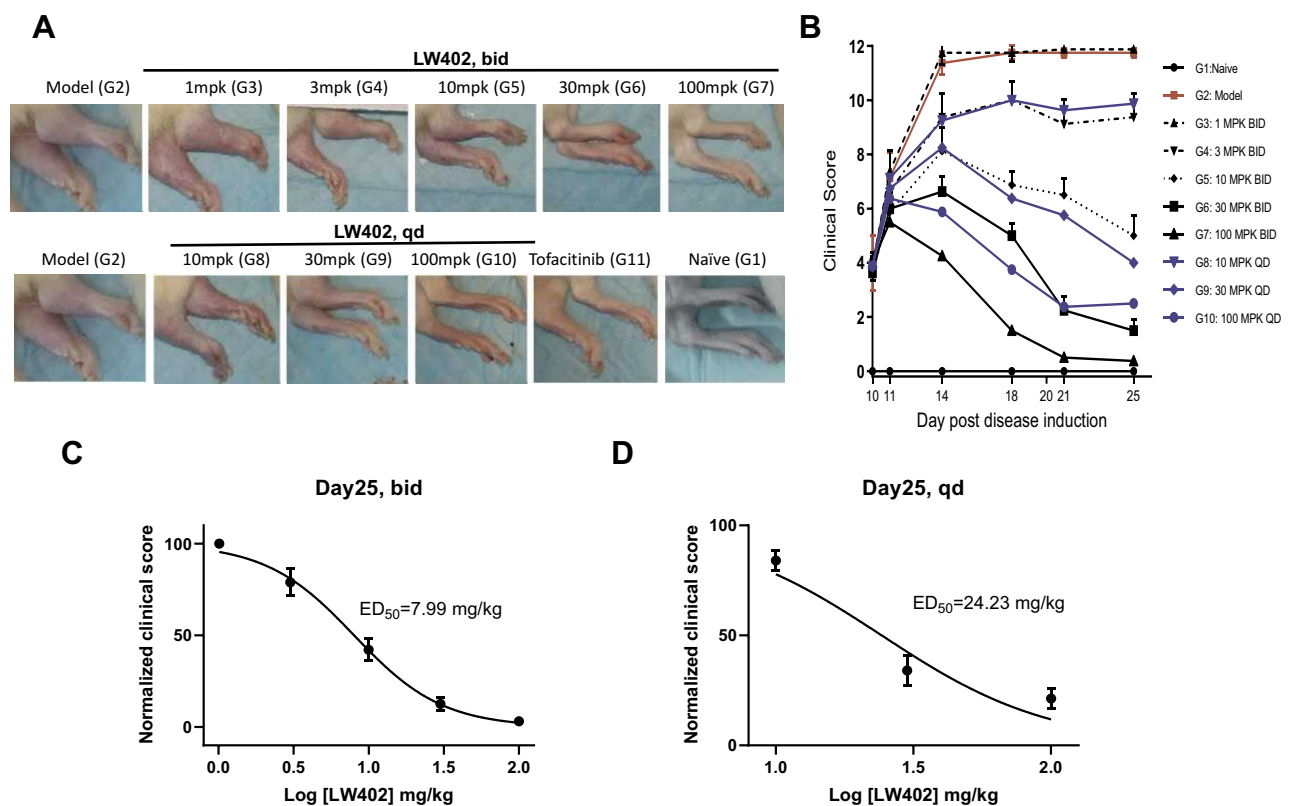 A
LW402, bid
Model (G2) 1mpk (G3) 3mpk (G4) 10mpk (G5) 30mpk (G6) 100mpk (G7)
LW402, qd
Model (G2) 10mpk (G8) 30mpk (G9) 100mpk (G10) Tofacitinib (G11) Naïve (G1)
B
12
10
8
6
4
2
0
Clinical Score
10 11 14 18 20 21 25
Day post disease induction
G1:Naive
G2: Model
G3: 1 MPK BID
G4: 3 MPK BID
G5: 10 MPK BID
G6: 30 MPK BID
G7: 100 MPK BID
G8: 10 MPK QD
G9: 30 MPK QD
G10: 100 MPK QD
C
Day25, bid
Normalized clinical score
100
50
0
ED50=7.99 mg/kg
0.0 0.5 1.0 1.5 2.0
Log [LW402] mg/kg
D
Day25, qd
Normalized clinical score
100
50
0
ED50=24.23 mg/kg
1.0 1.5 2.0
Log [LW402] mg/kg